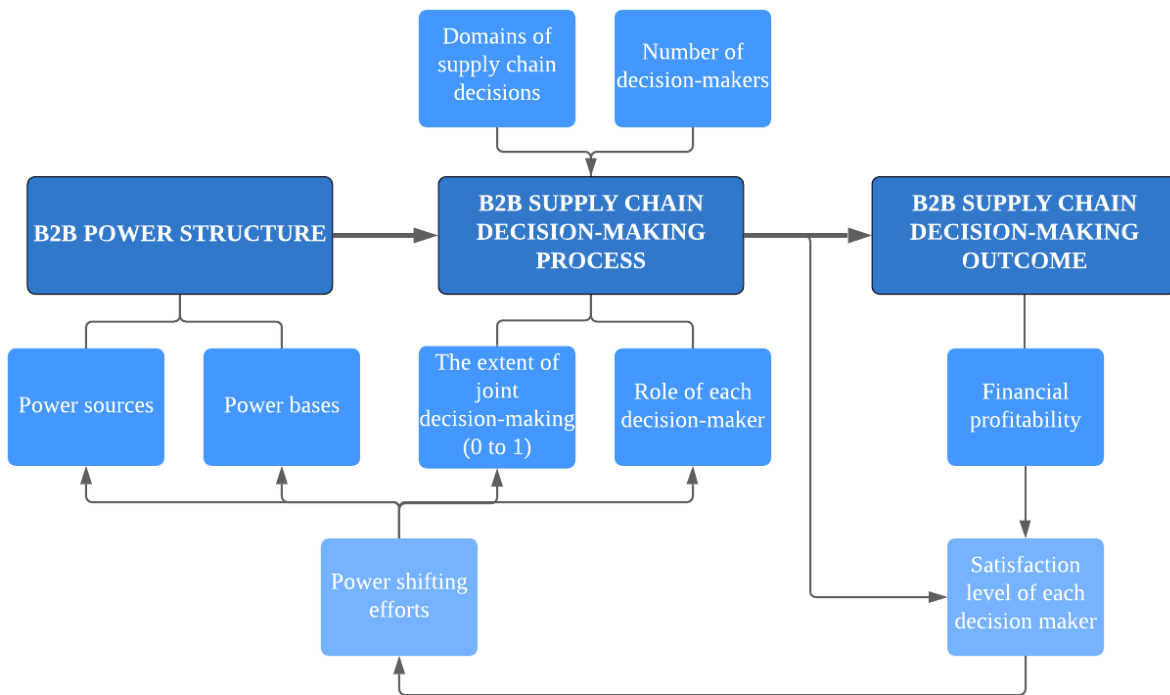 Domains of
supply chain
decisions
Number of
decision-makers
B2B POWER STRUCTURE
B2B SUPPLY CHAIN
DECISION-MAKING
PROCESS
B2B SUPPLY CHAIN
DECISION-MAKING
OUTCOME
Power sources
Power bases
The extent of
joint
decision-making
(0 to 1)
Role of each
decision-maker
Financial
profitability
Power shifting
efforts
Satisfaction
level of each
decision maker